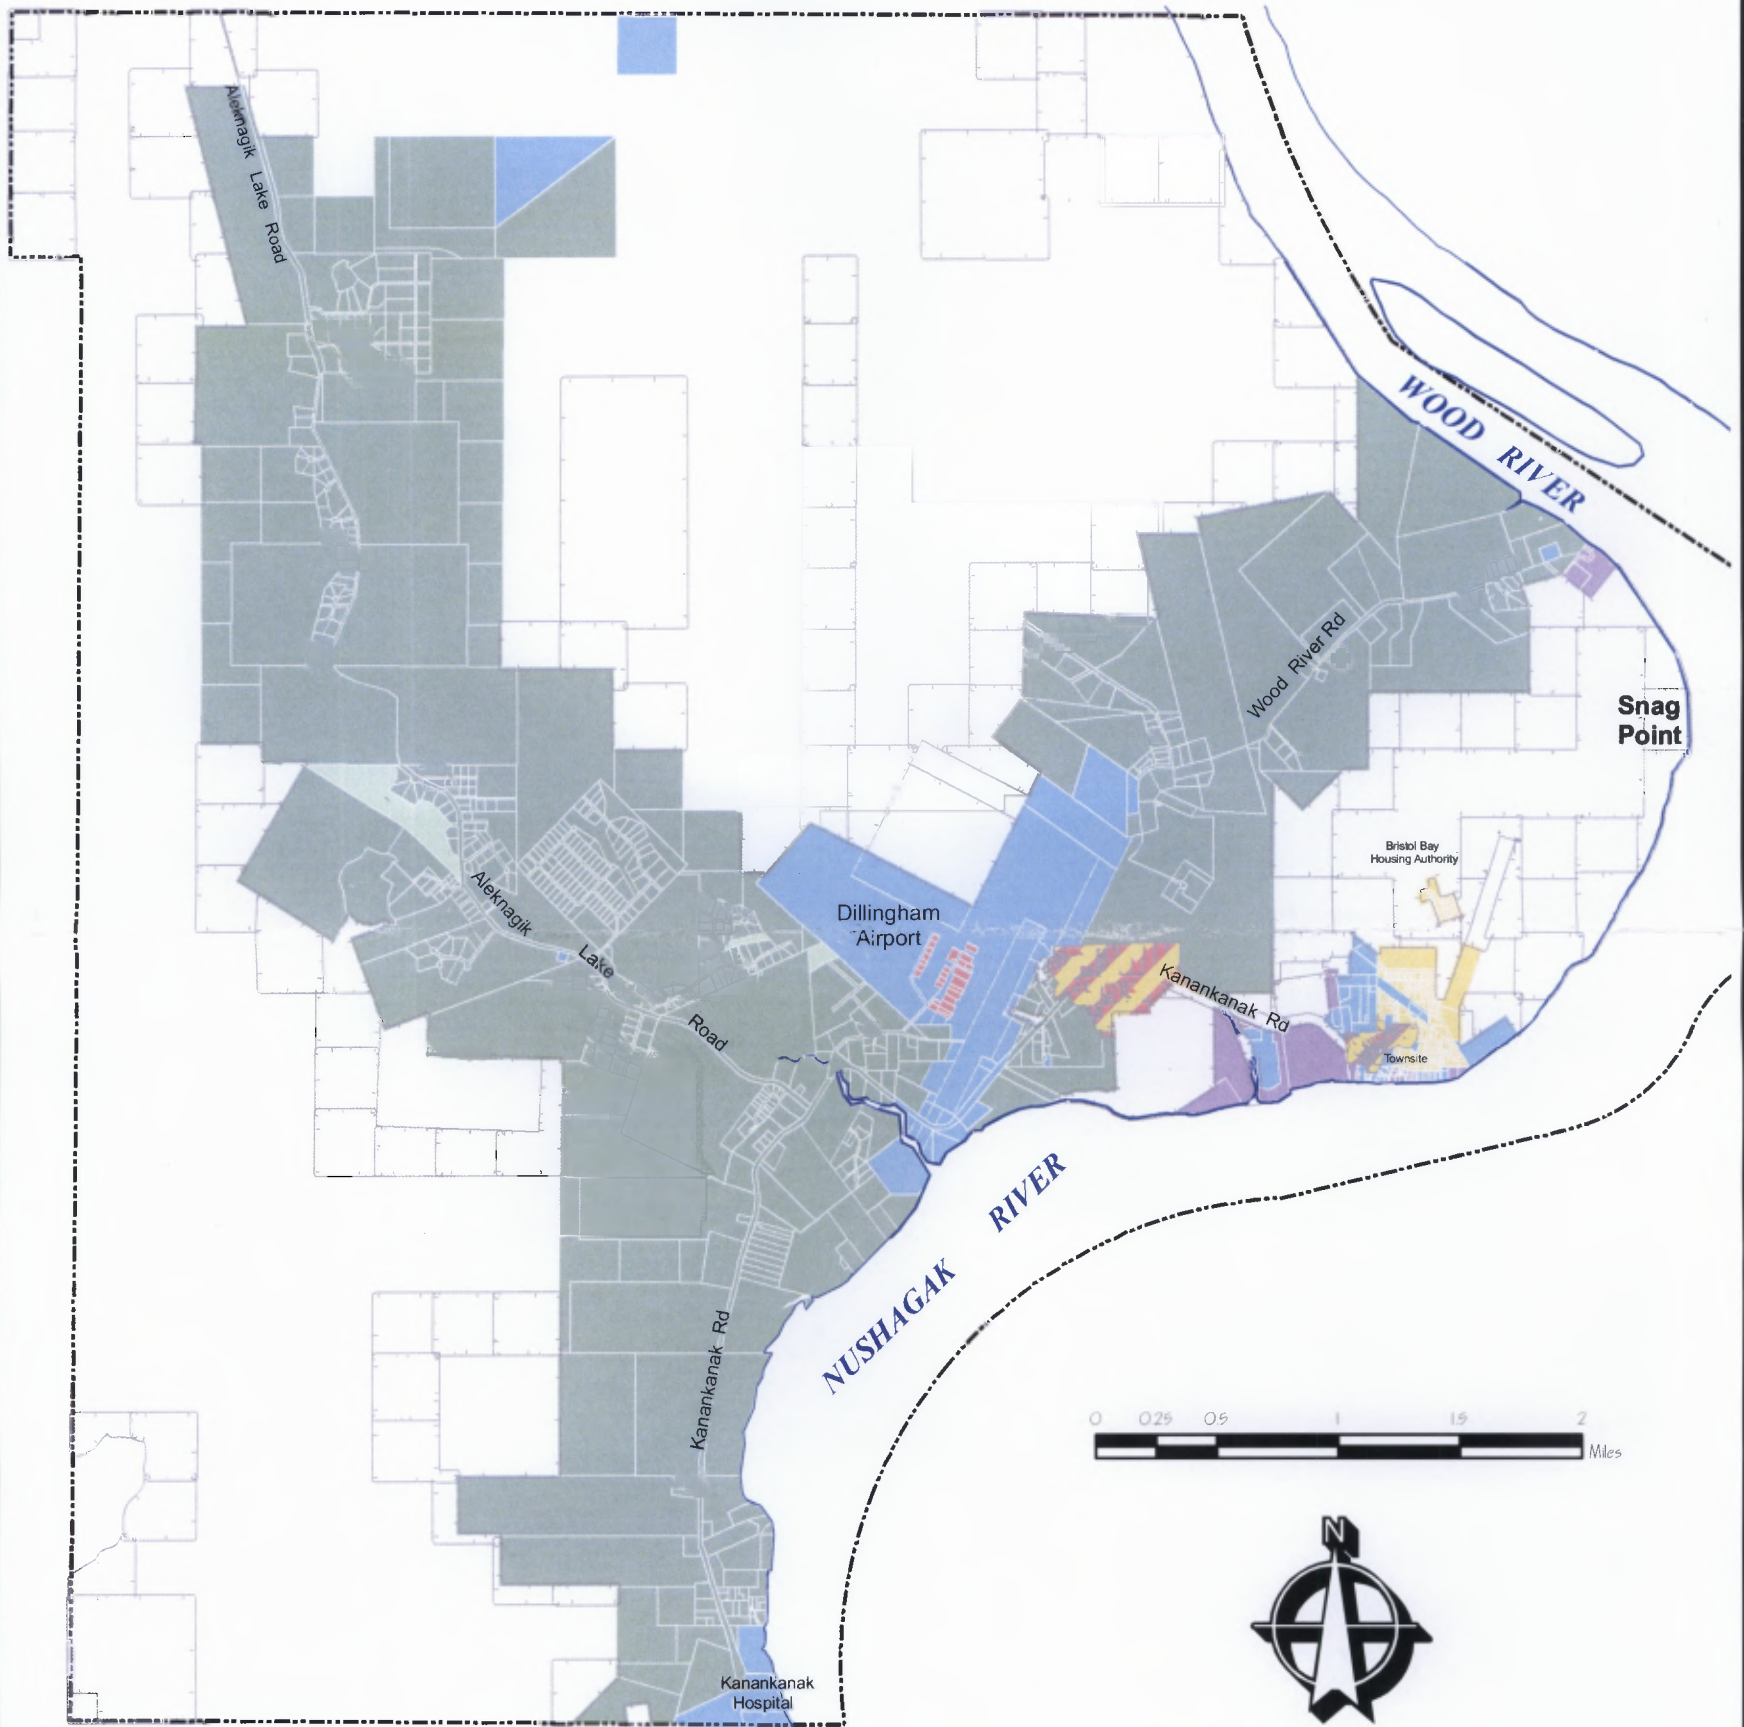 Aleknagik Lake Road
WOOD RIVER
Wood River Rd
Snag
Point
Bristol Bay
Housing Authority
Aleknagik Lake Road
Dillingham
Airport
Kanankanak Rd
Townsite
NUSHAGAK RIVER
Kanankanak Rd
0 0.25 0.5 1 1.5 2
Miles
N
Kanankanak
Hospital